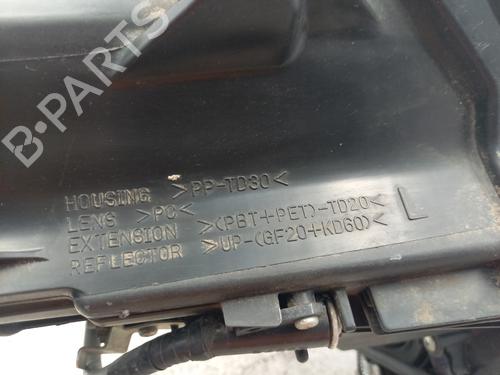 B-PARTS
HOUSING >PP-TD30<
LENS >PC<
EXTENSION >(PBT+PET)-TD20<
REFLECTOR >UP-(GF20+KD60)<
L